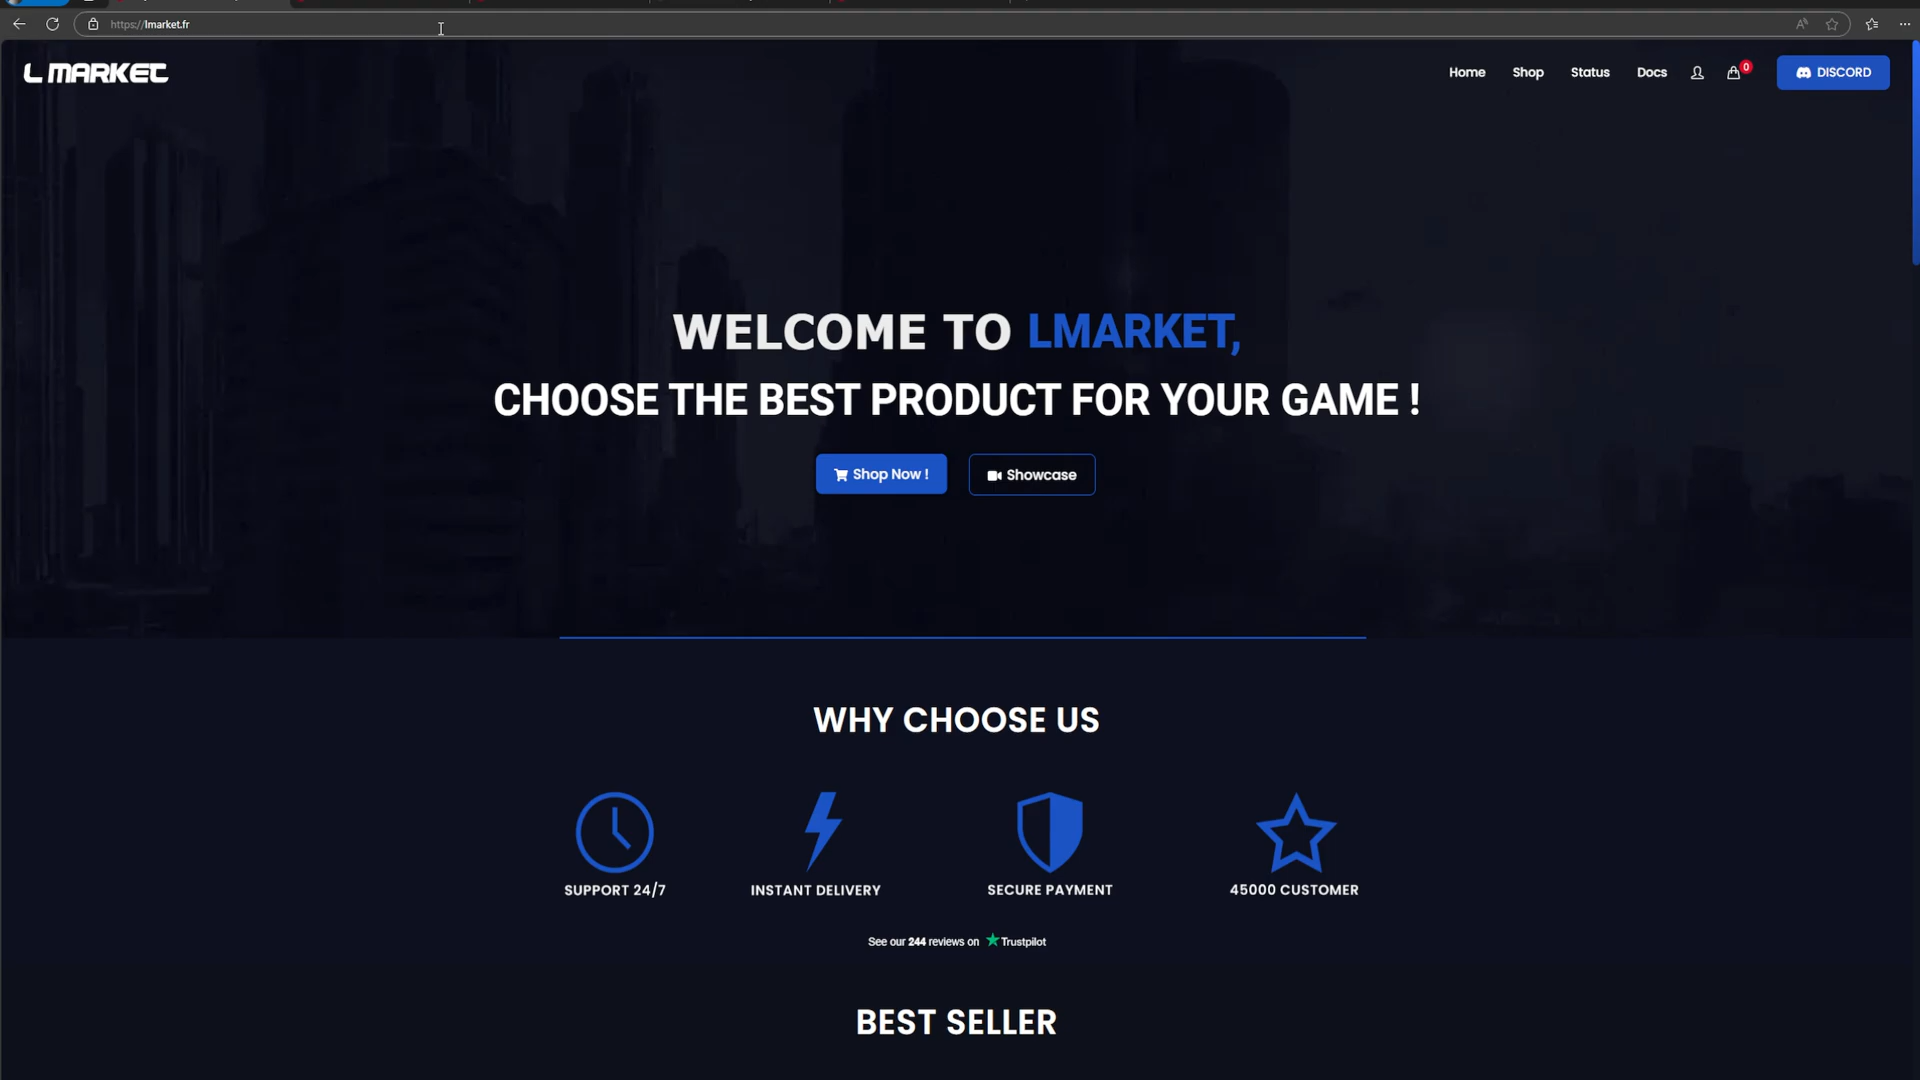 https://lmarket.fr
L MARKET
Home
Shop
Status
Docs
0
DISCORD
WELCOME TO LMARKET,
CHOOSE THE BEST PRODUCT FOR YOUR GAME !
Shop Now !
Showcase
WHY CHOOSE US
SUPPORT 24/7
INSTANT DELIVERY
SECURE PAYMENT
45000 CUSTOMER
See our 244 reviews on Trustpilot
BEST SELLER